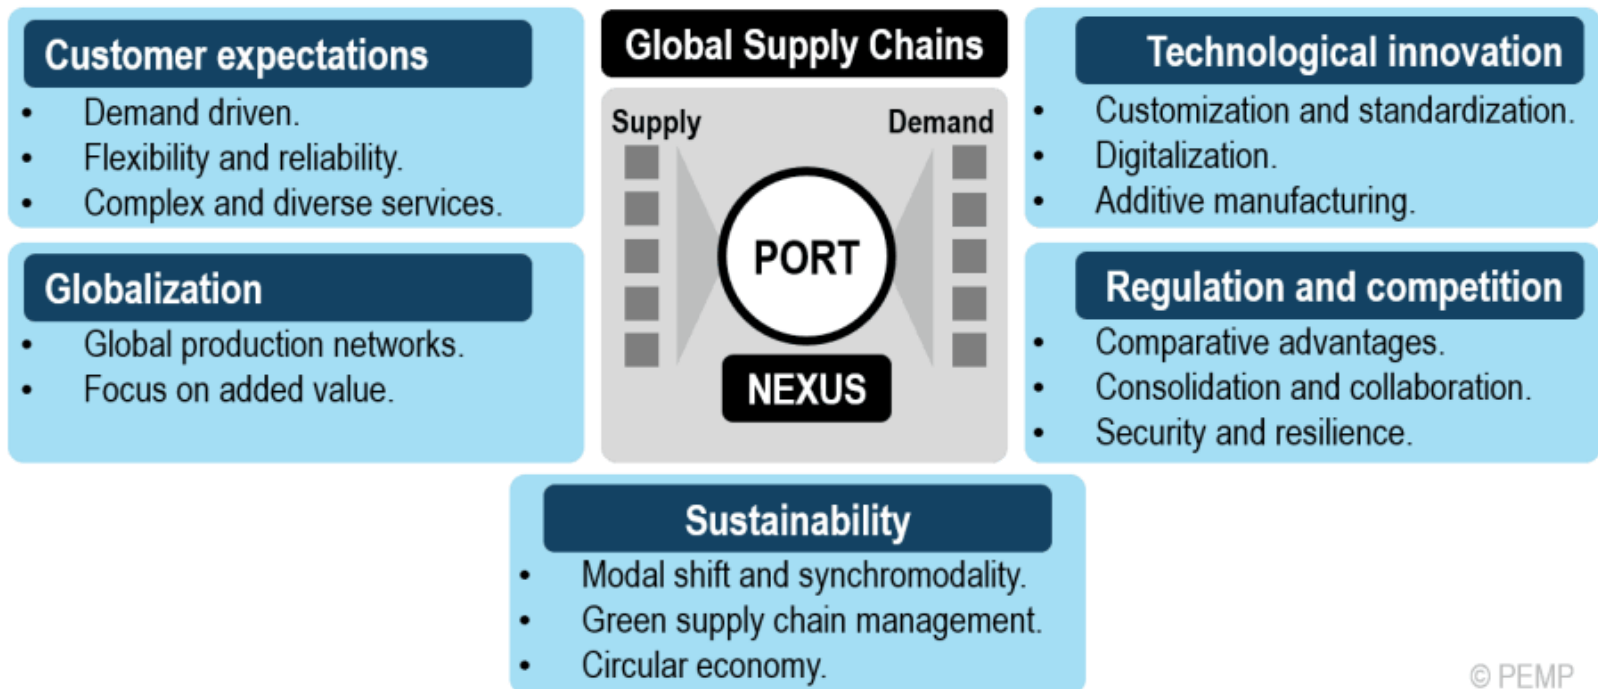 Customer expectations
• Demand driven.
• Flexibility and reliability.
• Complex and diverse services.
Globalization
• Global production networks.
• Focus on added value.
Global Supply Chains
Supply Demand
PORT
NEXUS
Technological innovation
• Customization and standardization.
• Digitalization.
• Additive manufacturing.
Regulation and competition
• Comparative advantages.
• Consolidation and collaboration.
• Security and resilience.
Sustainability
• Modal shift and synchromodality.
• Green supply chain management.
• Circular economy.
© PEMP